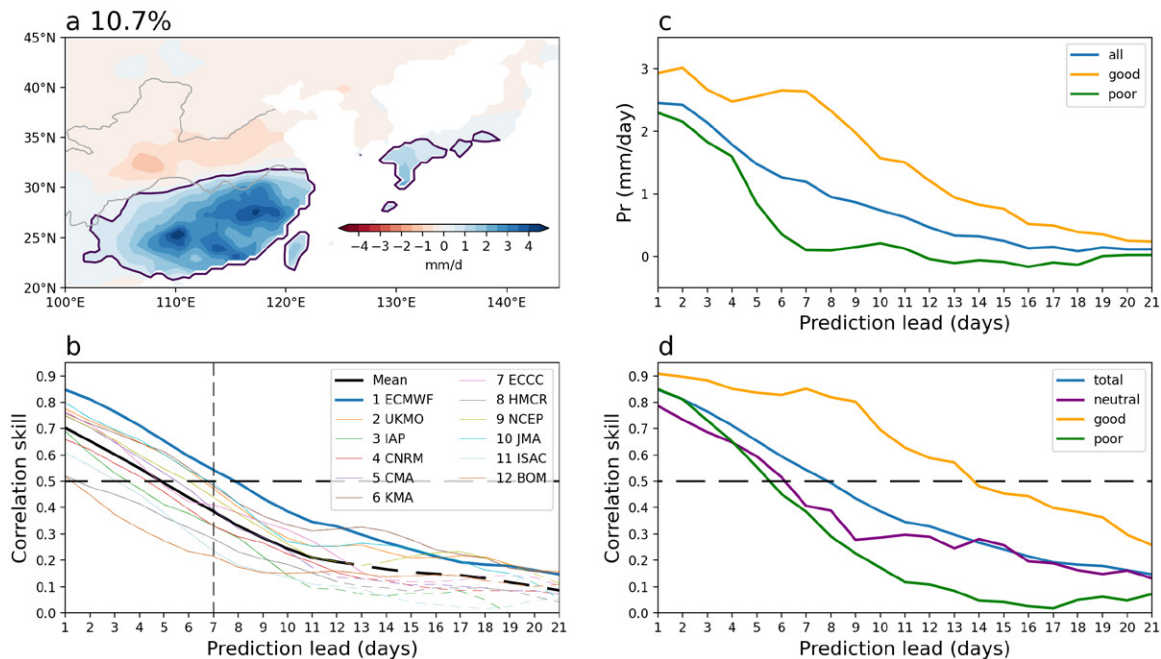 a 10.7%
45°N
40°N
35°N
30°N
25°N
20°N
100°E 110°E 120°E 130°E 140°E
−4 −3 −2 −1 0 1 2 3 4
mm/d
c
Pr (mm/day)
3
2
1
0
all
good
poor
1 2 3 4 5 6 7 8 9 10 11 12 13 14 15 16 17 18 19 20 21
Prediction lead (days)
b
Correlation skill
0.9
0.8
0.7
0.6
0.5
0.4
0.3
0.2
0.1
0.0
Mean
1 ECMWF
2 UKMO
3 IAP
4 CNRM
5 CMA
6 KMA
7 ECCC
8 HMCR
9 NCEP
10 JMA
11 ISAC
12 BOM
1 2 3 4 5 6 7 8 9 10 11 12 13 14 15 16 17 18 19 20 21
Prediction lead (days)
d
Correlation skill
0.9
0.8
0.7
0.6
0.5
0.4
0.3
0.2
0.1
0.0
total
neutral
good
poor
1 2 3 4 5 6 7 8 9 10 11 12 13 14 15 16 17 18 19 20 21
Prediction lead (days)